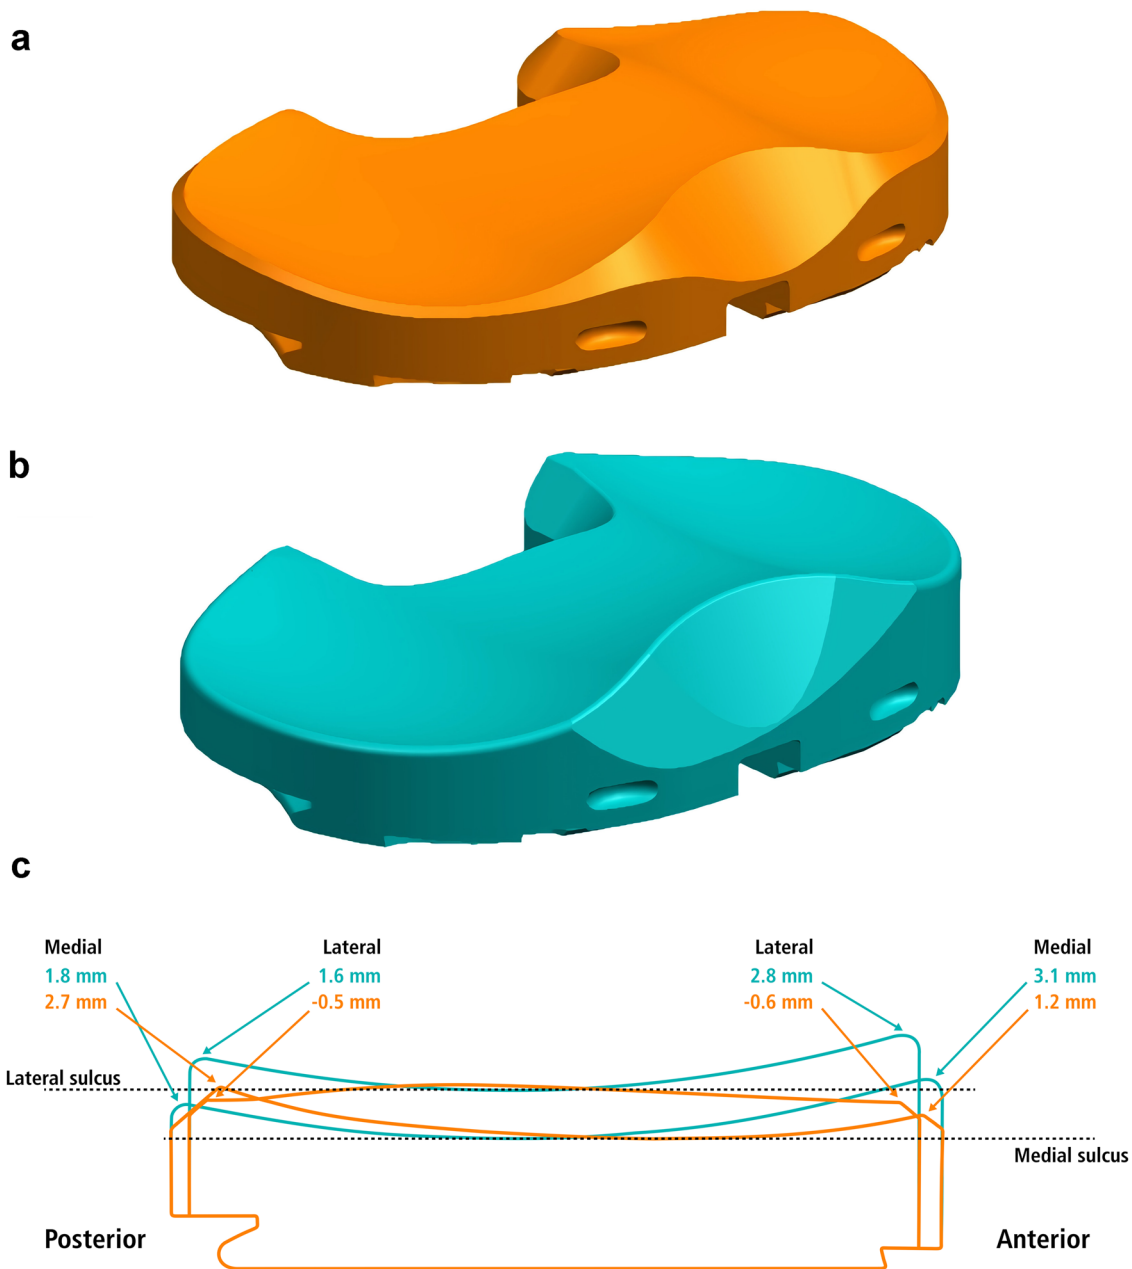 a
b
c
Medial
1.8 mm
2.7 mm
Lateral
1.6 mm
-0.5 mm
Lateral
2.8 mm
-0.6 mm
Medial
3.1 mm
1.2 mm
Lateral sulcus
Medial sulcus
Posterior
Anterior